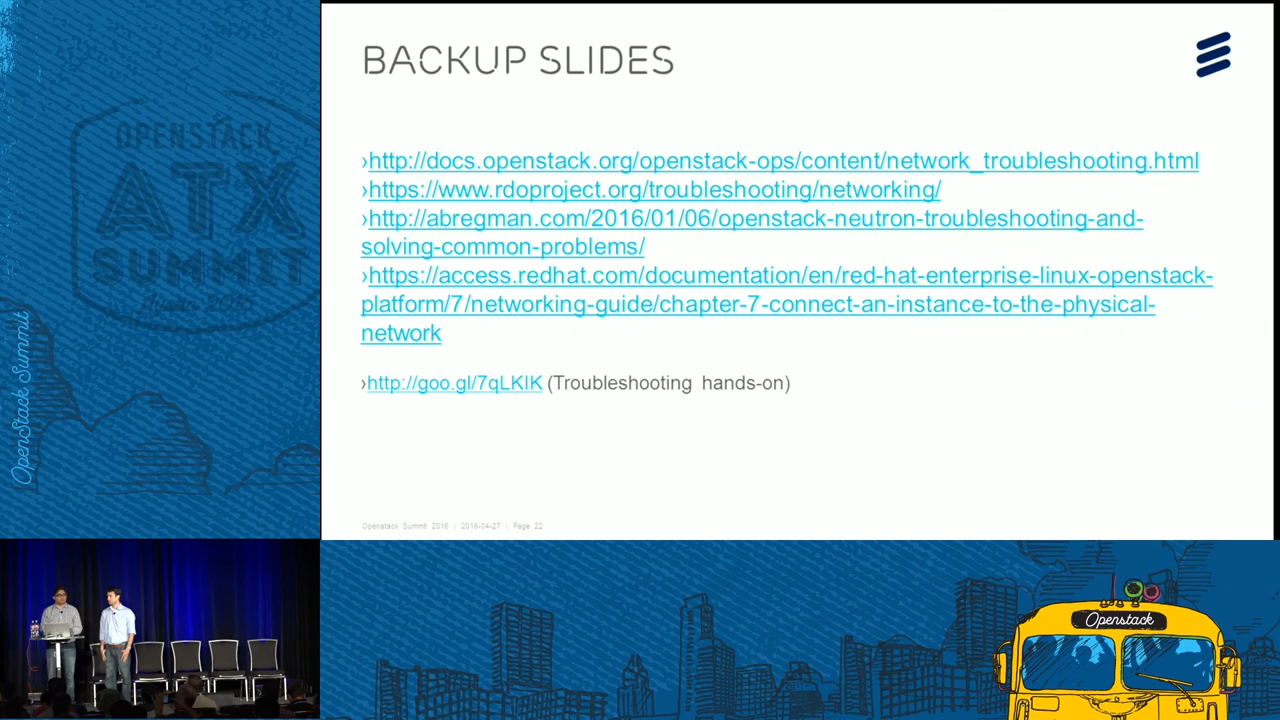 BACKUP SLIDES
›http://docs.openstack.org/openstack-ops/content/network_troubleshooting.html
›https://www.rdoproject.org/troubleshooting/networking/
›http://abregman.com/2016/01/06/openstack-neutron-troubleshooting-and-
solving-common-problems/
›https://access.redhat.com/documentation/en/red-hat-enterprise-linux-openstack-
platform/7/networking-guide/chapter-7-connect-an-instance-to-the-physical-
network
›http://goo.gl/7qLKIK (Troubleshooting hands-on)
Openstack Summit 2016 | 2016-04-27 | Page 22
OPENSTACK
ATX
SUMMIT
OpenStack Summit
Openstack